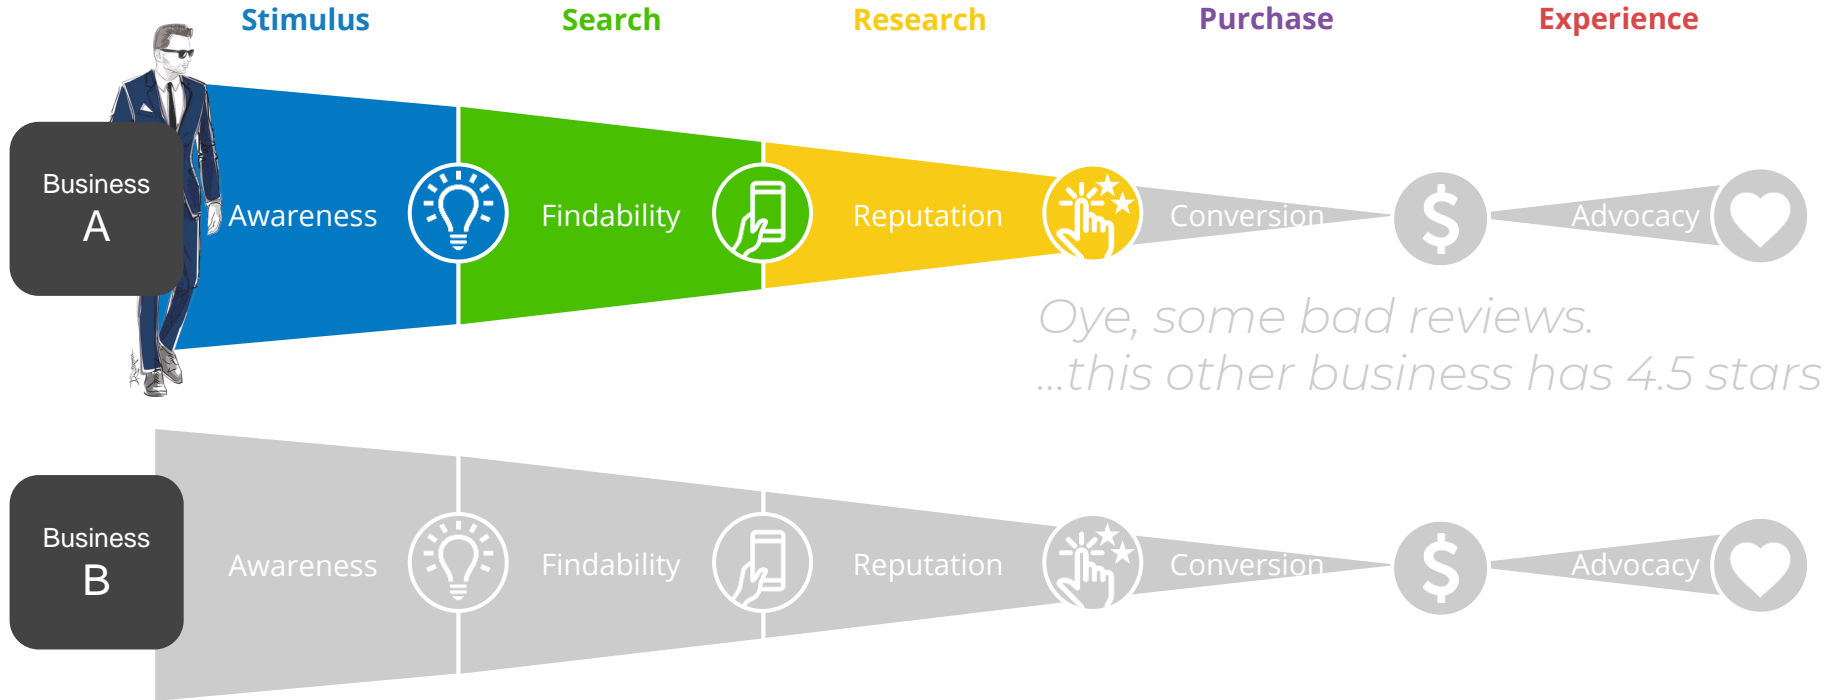 Stimulus Search Research Purchase Experience
Business
A
Awareness Findability Reputation Conversion Advocacy
Oye, some bad reviews.
...this other business has 4.5 stars
Business
B
Awareness Findability Reputation Conversion Advocacy